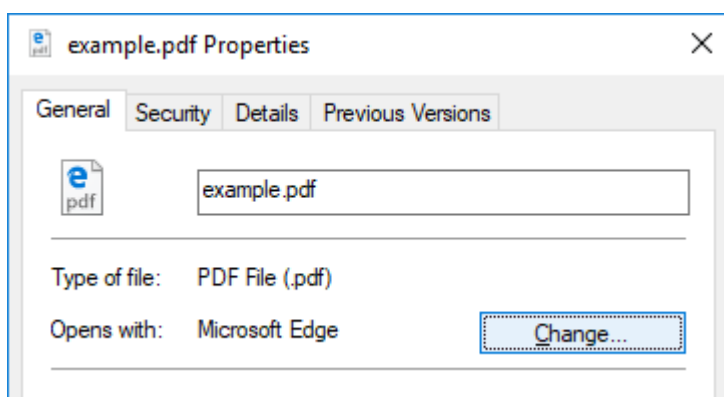 example.pdf Properties
General Security Details Previous Versions
e
pdf
example.pdf
Type of file: PDF File (.pdf)
Opens with: Microsoft Edge Change...